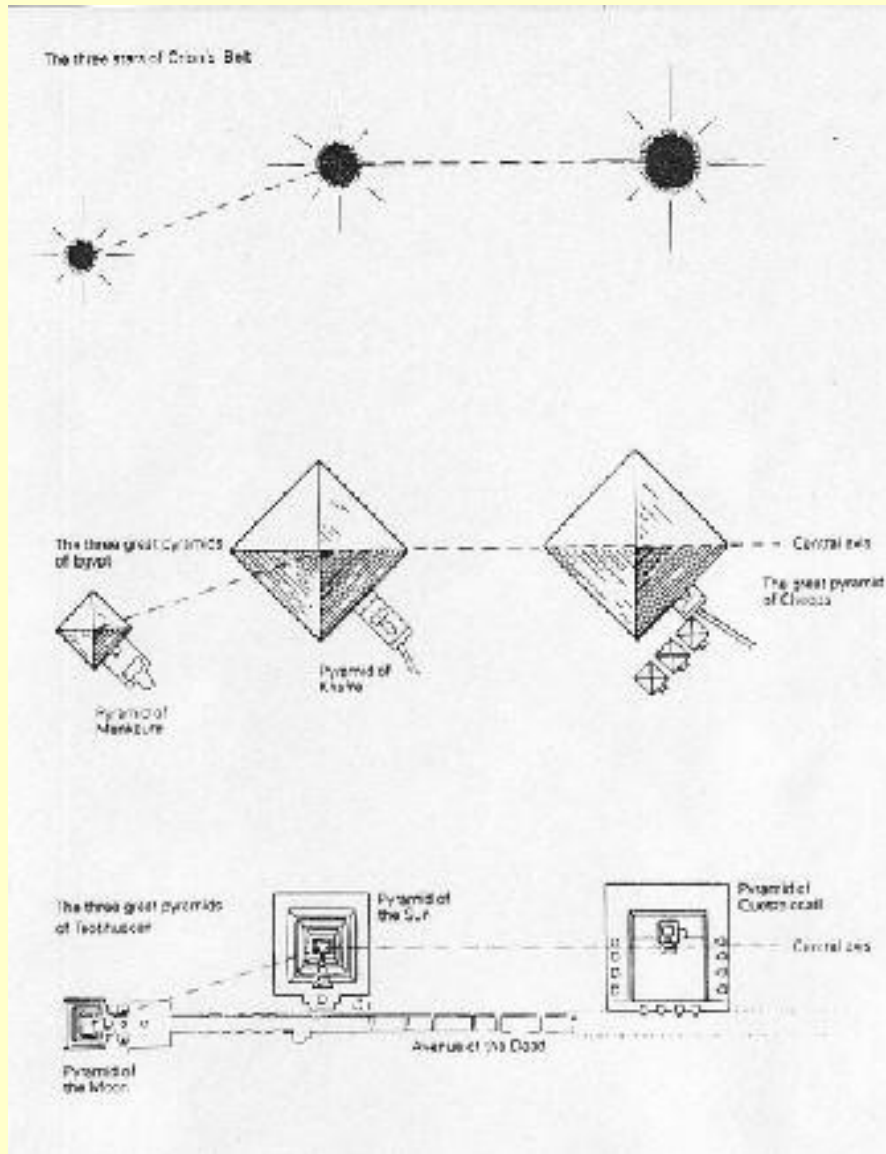 The three stars of Orion's Belt
The three great pyramids
of Egypt
Central axis
The great pyramid
of Cheops
Pyramid of
Khafre
Pyramid of
Menkaure
The three great pyramids
of Teotihuacan
Pyramid of
the Sun
Pyramid of
Quetzalcoatl
Central axis
Avenue of the Dead
Pyramid of
the Moon